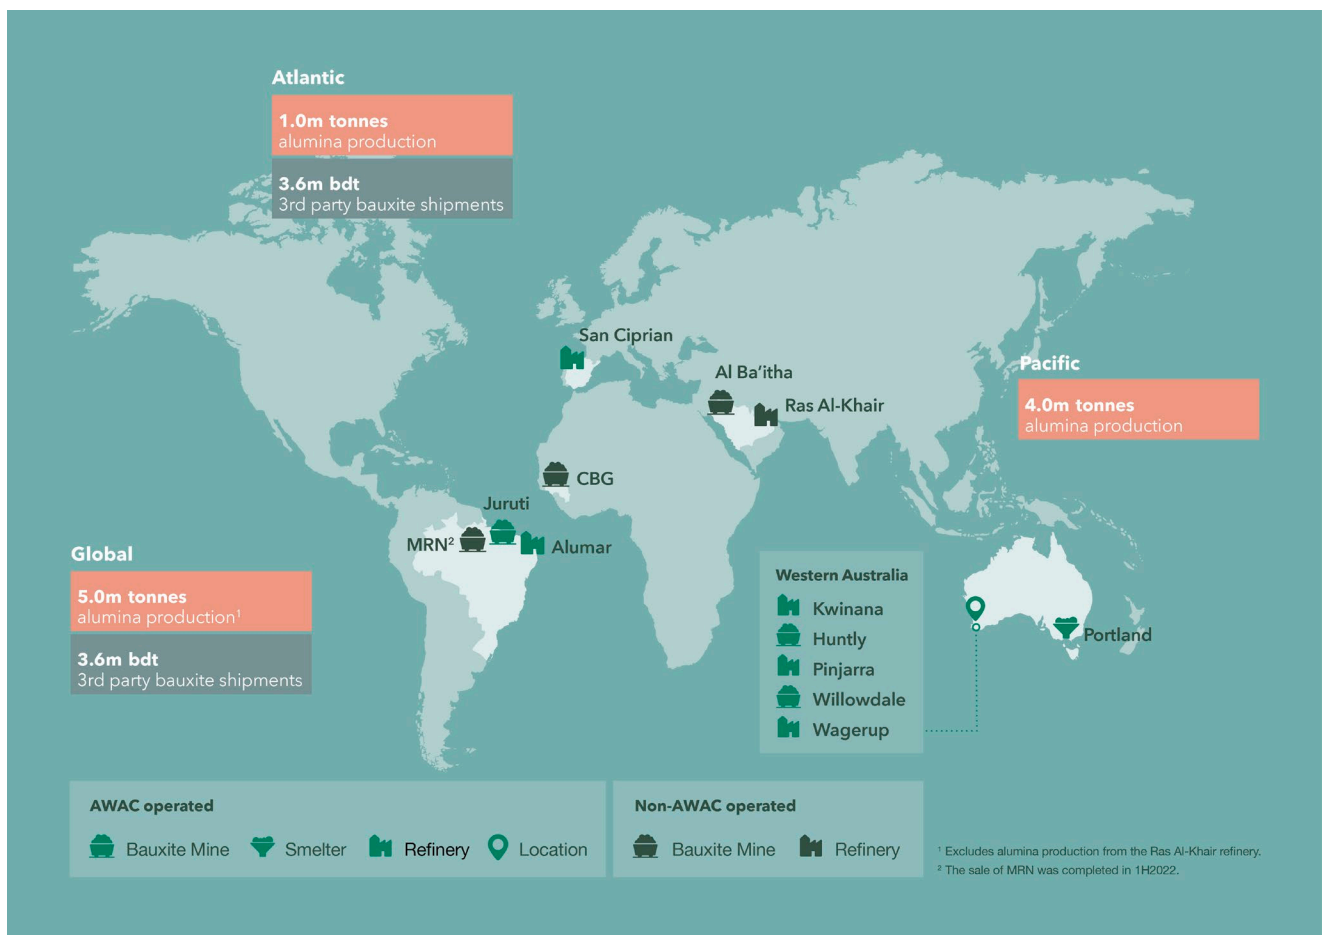 Atlantic
1.0m tonnes
alumina production
3.6m bdt
3rd party bauxite shipments
San Ciprian
Al Ba’itha
Ras Al-Khair
Pacific
4.0m tonnes
alumina production
CBG
Juruti
MRN²
Alumar
Global
5.0m tonnes
alumina production¹
3.6m bdt
3rd party bauxite shipments
Western Australia
Kwinana
Huntly
Pinjarra
Willowdale
Wagerup
Portland
AWAC operated
Bauxite Mine Smelter Refinery Location
Non-AWAC operated
Bauxite Mine Refinery
¹ Excludes alumina production from the Ras Al-Khair refinery.
² The sale of MRN was completed in 1H2022.